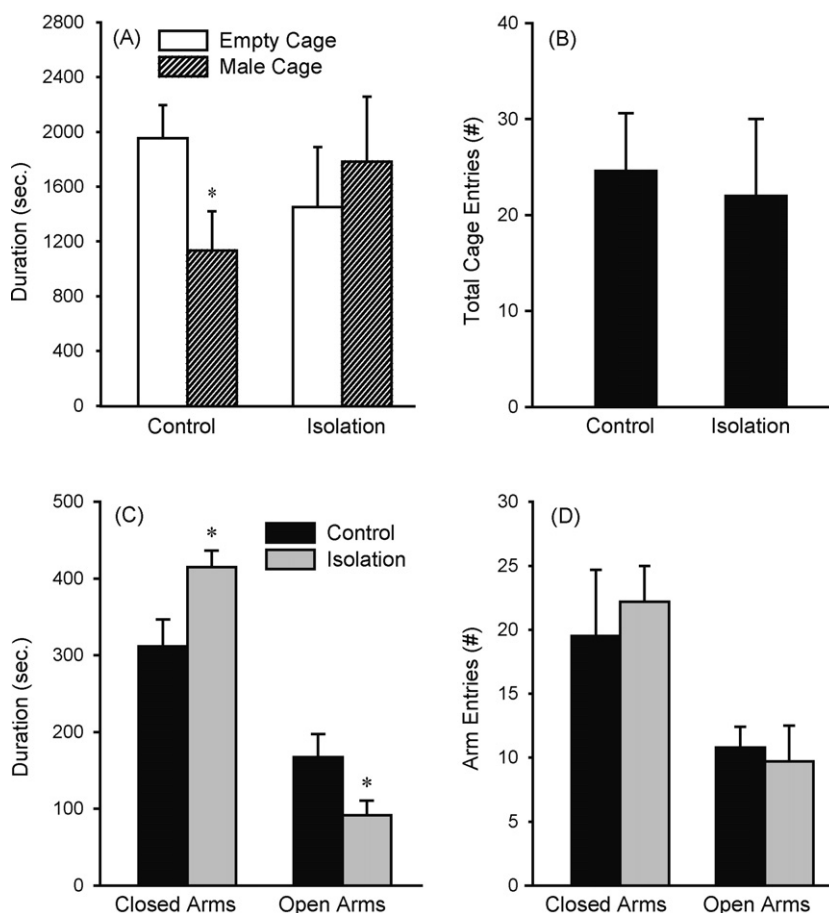 (A)
Empty Cage
Male Cage
Duration (sec.)
2800
2400
2000
1600
1200
800
400
0
*
Control Isolation
(B)
Total Cage Entries (#)
40
30
20
10
0
Control Isolation
(C)
Control
Isolation
Duration (sec.)
500
400
300
200
100
0
*
*
Closed Arms Open Arms
(D)
Arm Entries (#)
30
25
20
15
10
5
0
Closed Arms Open Arms